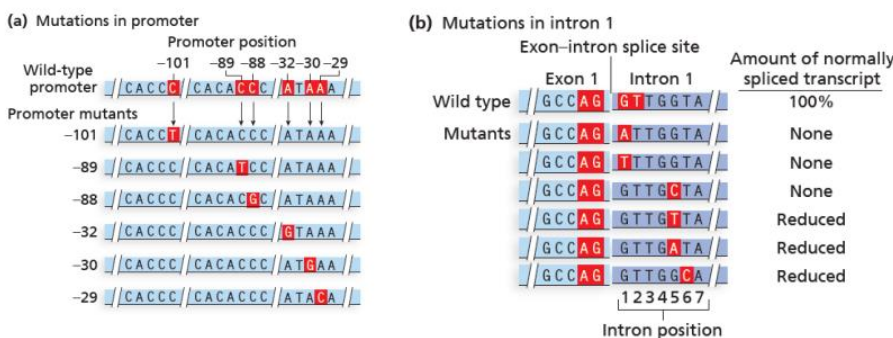 (a) Mutations in promoter
Promoter position
−101 −89 −88 −32 −30 −29
Wild-type promoter CACCC CACACCC ATAAA
Promoter mutants
−101 CACCT CACACCC ATAAA
−89 CACCC CACATCC ATAAA
−88 CACCC CACACGC ATAAA
−32 CACCC CACACCC GTAAA
−30 CACCC CACACCC ATGAA
−29 CACCC CACACCC ATACA
(b) Mutations in intron 1
Exon–intron splice site
Exon 1 Intron 1 Amount of normally spliced transcript
Wild type GCCAG GTTGGTA 100%
Mutants GCCAG ATTGGTA None
GCCAG TTTGGTA None
GCCAG GTTGCTA None
GCCAG GTTGTTA Reduced
GCCAG GTTGATA Reduced
GCCAG GTTGGCA Reduced
1234567
Intron position